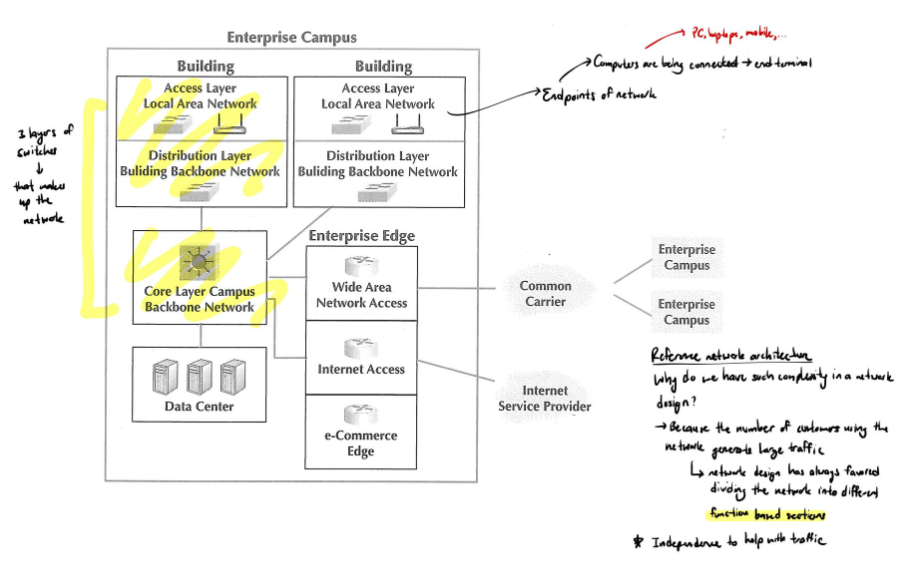 Enterprise Campus
Building
Access Layer
Local Area Network
Distribution Layer
Buliding Backbone Network
Building
Access Layer
Local Area Network
Distribution Layer
Buliding Backbone Network
Core Layer Campus
Backbone Network
Data Center
Enterprise Edge
Wide Area
Network Access
Internet Access
e-Commerce
Edge
Common
Carrier
Internet
Service Provider
Enterprise
Campus
Enterprise
Campus
3 layers of
switches
↓
that makes
up the
network
→ PC, laptops, mobile,...
→ Computers are being connected → end terminal
→ Endpoints of network
Reference network architecture
Why do we have such complexity in a network
design?
→ Because the number of customers using the
network generate large traffic
↳ network design has always favored
dividing the network into different
function based sections
* Independence to help with traffic